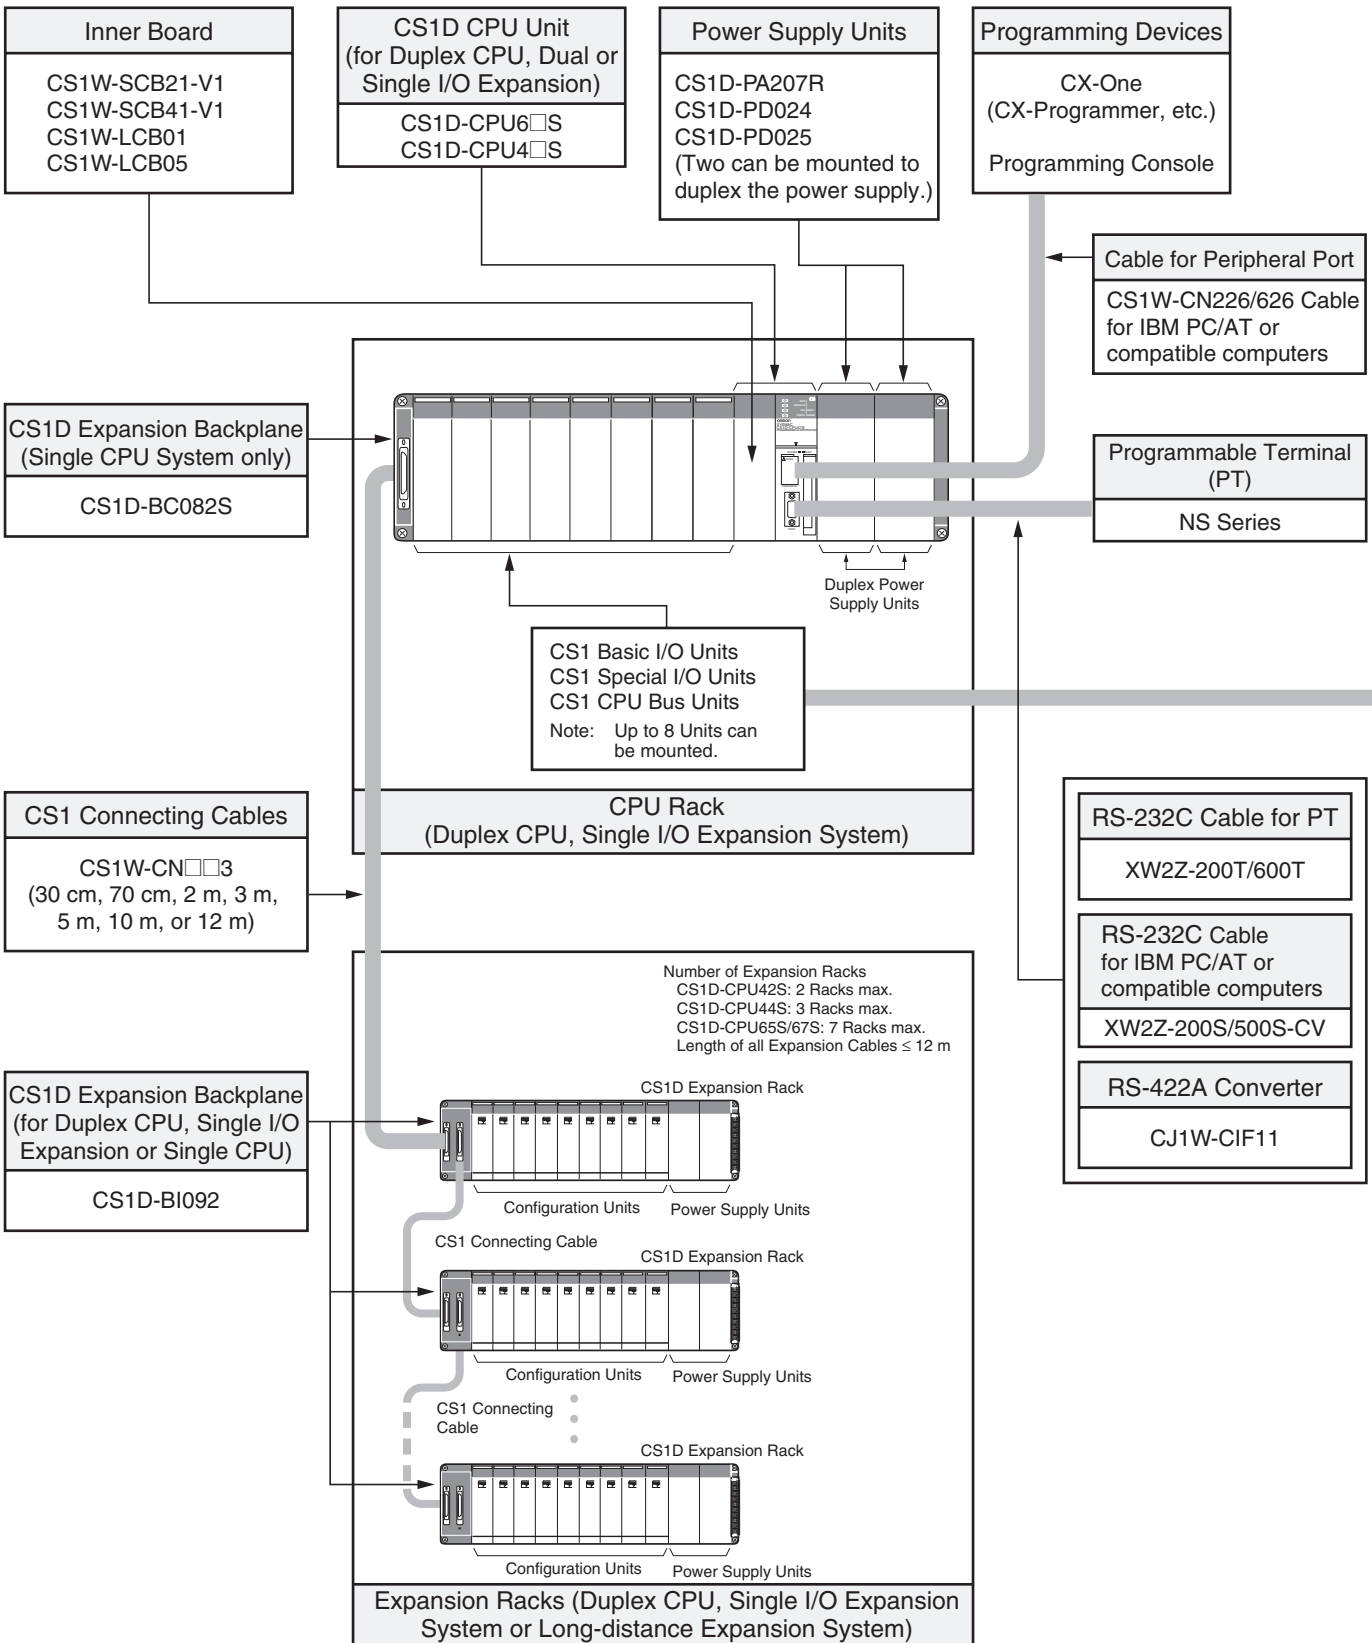 Inner Board
CS1W-SCB21-V1
CS1W-SCB41-V1
CS1W-LCB01
CS1W-LCB05
CS1D CPU Unit
(for Duplex CPU, Dual or
Single I/O Expansion)
CS1D-CPU6□S
CS1D-CPU4□S
Power Supply Units
CS1D-PA207R
CS1D-PD024
CS1D-PD025
(Two can be mounted to
duplex the power supply.)
Programming Devices
CX-One
(CX-Programmer, etc.)
Programming Console
Cable for Peripheral Port
CS1W-CN226/626 Cable
for IBM PC/AT or
compatible computers
CS1D Expansion Backplane
(Single CPU System only)
CS1D-BC082S
Programmable Terminal
(PT)
NS Series
Duplex Power
Supply Units
CS1 Basic I/O Units
CS1 Special I/O Units
CS1 CPU Bus Units
Note: Up to 8 Units can
be mounted.
CPU Rack
(Duplex CPU, Single I/O Expansion System)
CS1 Connecting Cables
CS1W-CN□□3
(30 cm, 70 cm, 2 m, 3 m,
5 m, 10 m, or 12 m)
RS-232C Cable for PT
XW2Z-200T/600T
RS-232C Cable
for IBM PC/AT or
compatible computers
XW2Z-200S/500S-CV
RS-422A Converter
CJ1W-CIF11
Number of Expansion Racks
CS1D-CPU42S: 2 Racks max.
CS1D-CPU44S: 3 Racks max.
CS1D-CPU65S/67S: 7 Racks max.
Length of all Expansion Cables ≤ 12 m
CS1D Expansion Backplane
(for Duplex CPU, Single I/O
Expansion or Single CPU)
CS1D-BI092
CS1D Expansion Rack
Configuration Units
Power Supply Units
CS1 Connecting Cable
CS1D Expansion Rack
Configuration Units
Power Supply Units
CS1 Connecting
Cable
CS1D Expansion Rack
Configuration Units
Power Supply Units
Expansion Racks (Duplex CPU, Single I/O Expansion
System or Long-distance Expansion System)